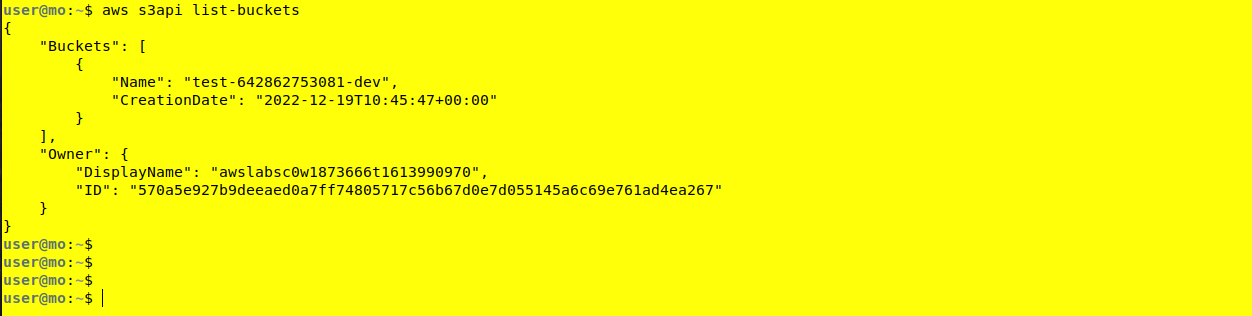 user@mo:~$ aws s3api list-buckets
{
    "Buckets": [
        {
            "Name": "test-642862753081-dev",
            "CreationDate": "2022-12-19T10:45:47+00:00"
        }
    ],
    "Owner": {
        "DisplayName": "awslabsc0w1873666t1613990970",
        "ID": "570a5e927b9deeaed0a7ff74805717c56b67d0e7d055145a6c69e761ad4ea267"
    }
}
user@mo:~$
user@mo:~$
user@mo:~$
user@mo:~$